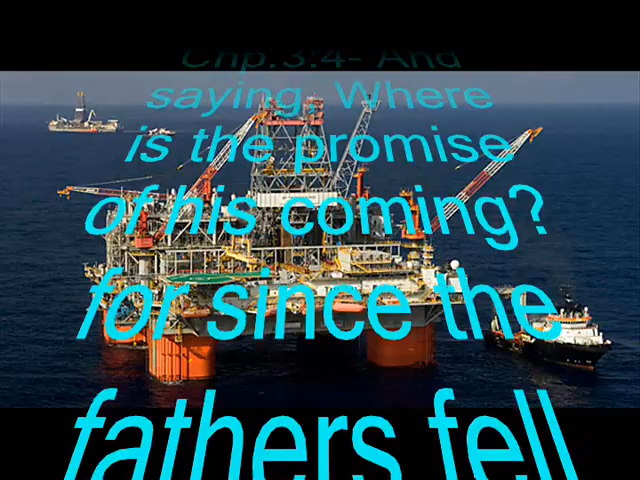 Chp.3:4- And
saying, Where
is the promise
of his coming?
for since the
fathers fell